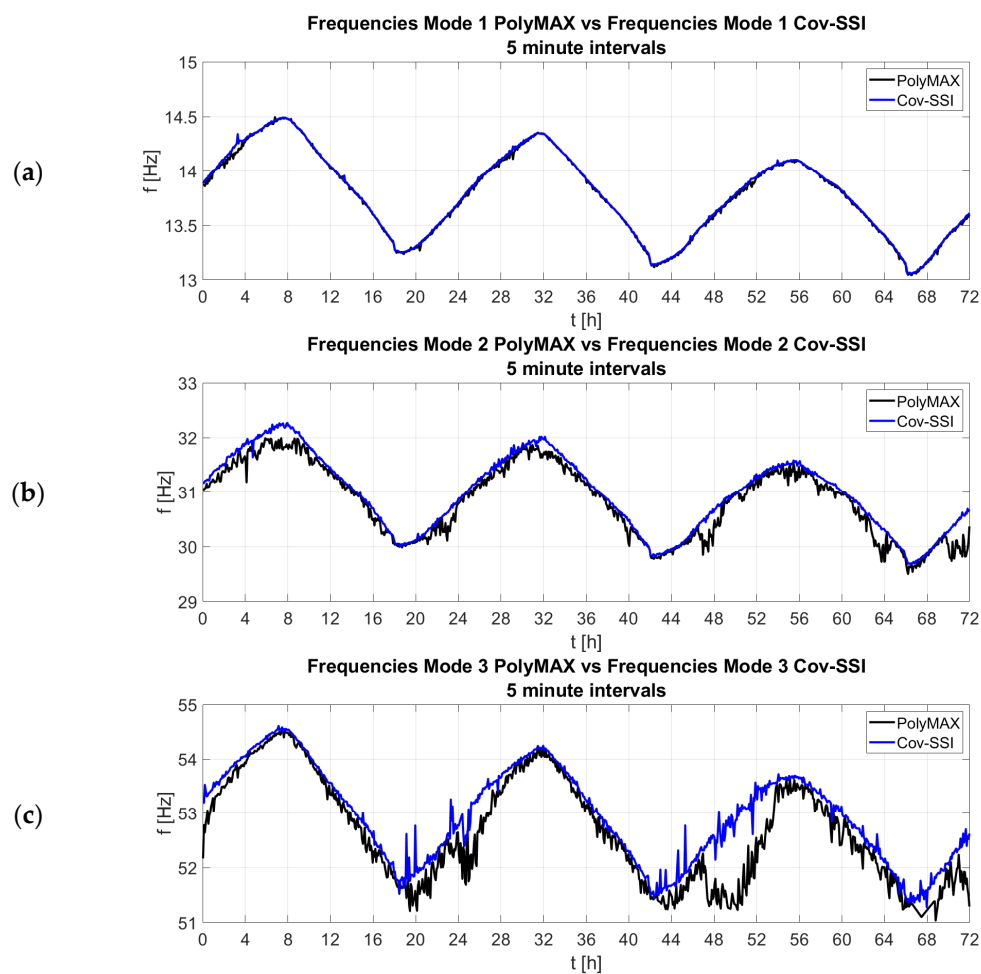 (a)
Frequencies Mode 1 PolyMAX vs Frequencies Mode 1 Cov-SSI
5 minute intervals
f [Hz]
15
14.5
14
13.5
13
PolyMAX
Cov-SSI
0 4 8 12 16 20 24 28 32 36 40 44 48 52 56 60 64 68 72
t [h]
(b)
Frequencies Mode 2 PolyMAX vs Frequencies Mode 2 Cov-SSI
5 minute intervals
f [Hz]
33
32
31
30
29
PolyMAX
Cov-SSI
0 4 8 12 16 20 24 28 32 36 40 44 48 52 56 60 64 68 72
t [h]
(c)
Frequencies Mode 3 PolyMAX vs Frequencies Mode 3 Cov-SSI
5 minute intervals
f [Hz]
55
54
53
52
51
PolyMAX
Cov-SSI
0 4 8 12 16 20 24 28 32 36 40 44 48 52 56 60 64 68 72
t [h]